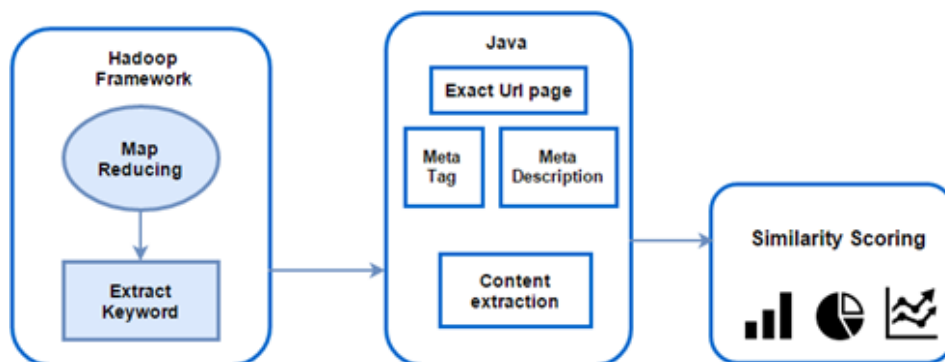 Hadoop
Framework
Map
Reducing
Extract
Keyword
Java
Exact Url page
Meta
Tag
Meta
Description
Content
extraction
Similarity Scoring